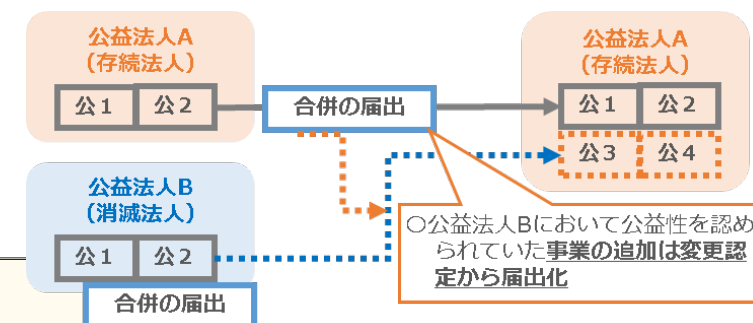 公益法人A
(存続法人)
公1
公2
合併の届出
公益法人A
(存続法人)
公1
公2
公3
公4
公益法人B
(消滅法人)
公1
公2
合併の届出
〇公益法人Bにおいて公益性を認め
られていた事業の追加は変更認
定から届出化